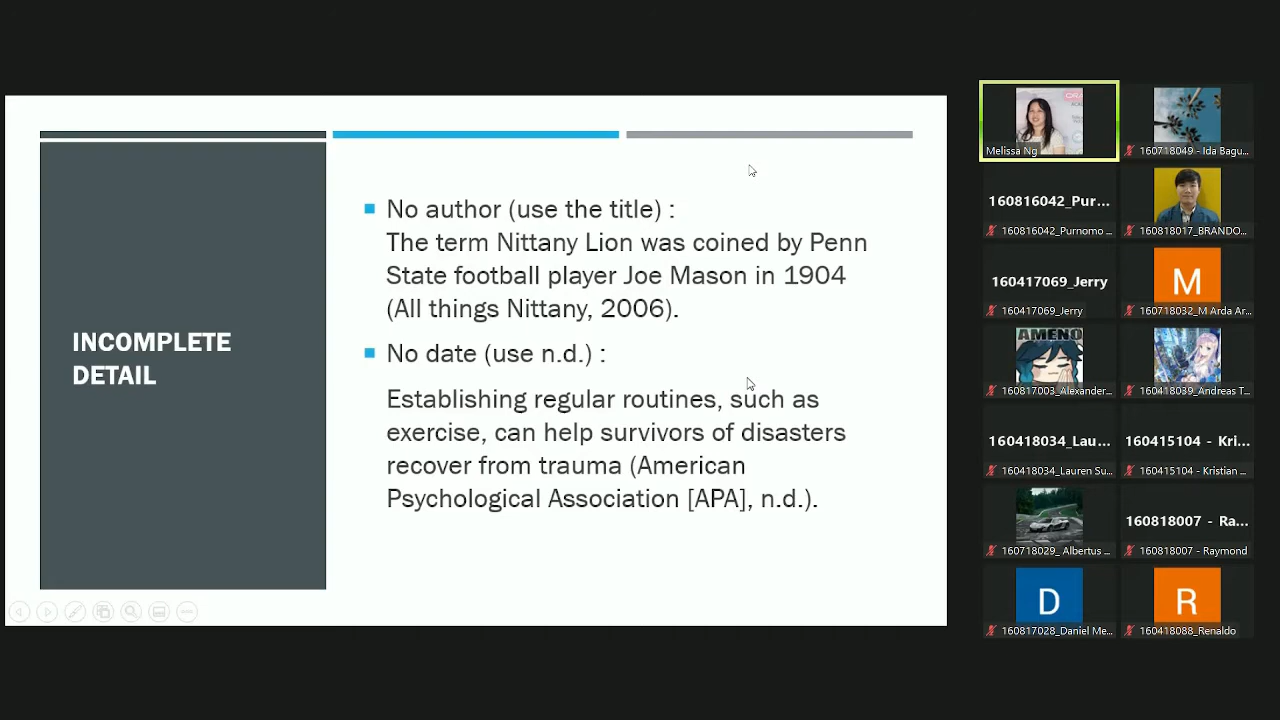 INCOMPLETE
DETAIL
No author (use the title) :
The term Nittany Lion was coined by Penn
State football player Joe Mason in 1904
(All things Nittany, 2006).
No date (use n.d.) :
Establishing regular routines, such as
exercise, can help survivors of disasters
recover from trauma (American
Psychological Association [APA], n.d.).
Melissa Ng
160718049 - Ida Bagu...
160816042_Pur...
160816042_Purnomo ...
160818017_BRANDO...
160417069_Jerry
160417069_Jerry
M
160718032_M Arda Ar...
AMENO
160817003_Alexander...
160418039_Andreas T...
160418034_Lau...
160418034_Lauren Su...
160415104 - Kri...
160415104 - Kristian ...
160718029_ Albertus ...
160818007 - Ra...
160818007 - Raymond
D
160817028_Daniel Me...
R
160418088_Renaldo